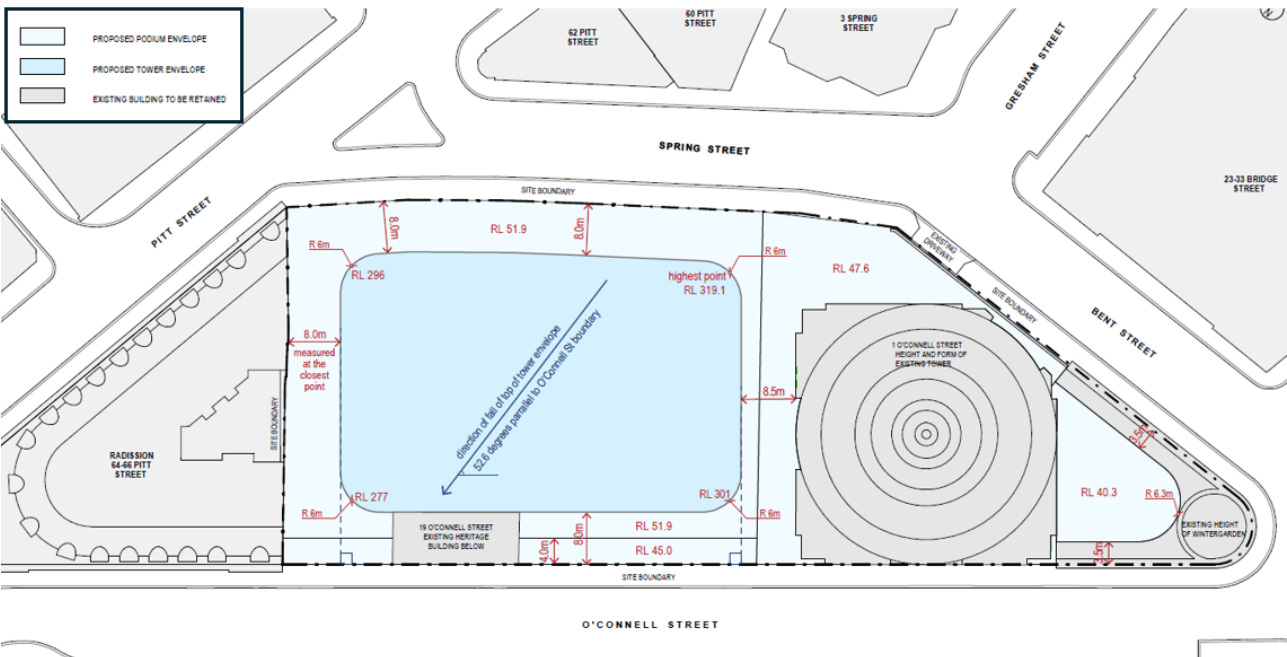 PROPOSED PODIUM ENVELOPE
PROPOSED TOWER ENVELOPE
EXISTING BUILDING TO BE RETAINED
60 PITT
STREET
62 PITT
STREET
3 SPRING
STREET
N
GRESHAM STREET
SPRING STREET
23-33 BRIDGE
STREET
PITT STREET
SITE BOUNDARY
EXISTING
DRIVEWAY
SITE BOUNDARY
BENT STREET
8.0m
RL 51.9
8.0m
R 6m
RL 296
R 6m
highest point
RL 319.1
RL 47.6
8.0m
measured
at the
closest
point
direction of fall of top of tower envelope
52.6 degrees parrallel to O'Connell St boundary
8.5m
1 O'CONNELL STREET
HEIGHT AND FORM OF
EXISTING TOWER
SITE BOUNDARY
RADISSION
64-66 PITT
STREET
3.5m
RL 277
R 6m
RL 301
R 6m
RL 40.3
R 6.3m
19 O'CONNELL STREET
EXISTING HERITAGE
BUILDING BELOW
4.0m
8.0m
RL 51.9
RL 45.0
3.5m
EXISTING HEIGHT
OF WINTERGARDEN
SITE BOUNDARY
O'CONNELL STREET